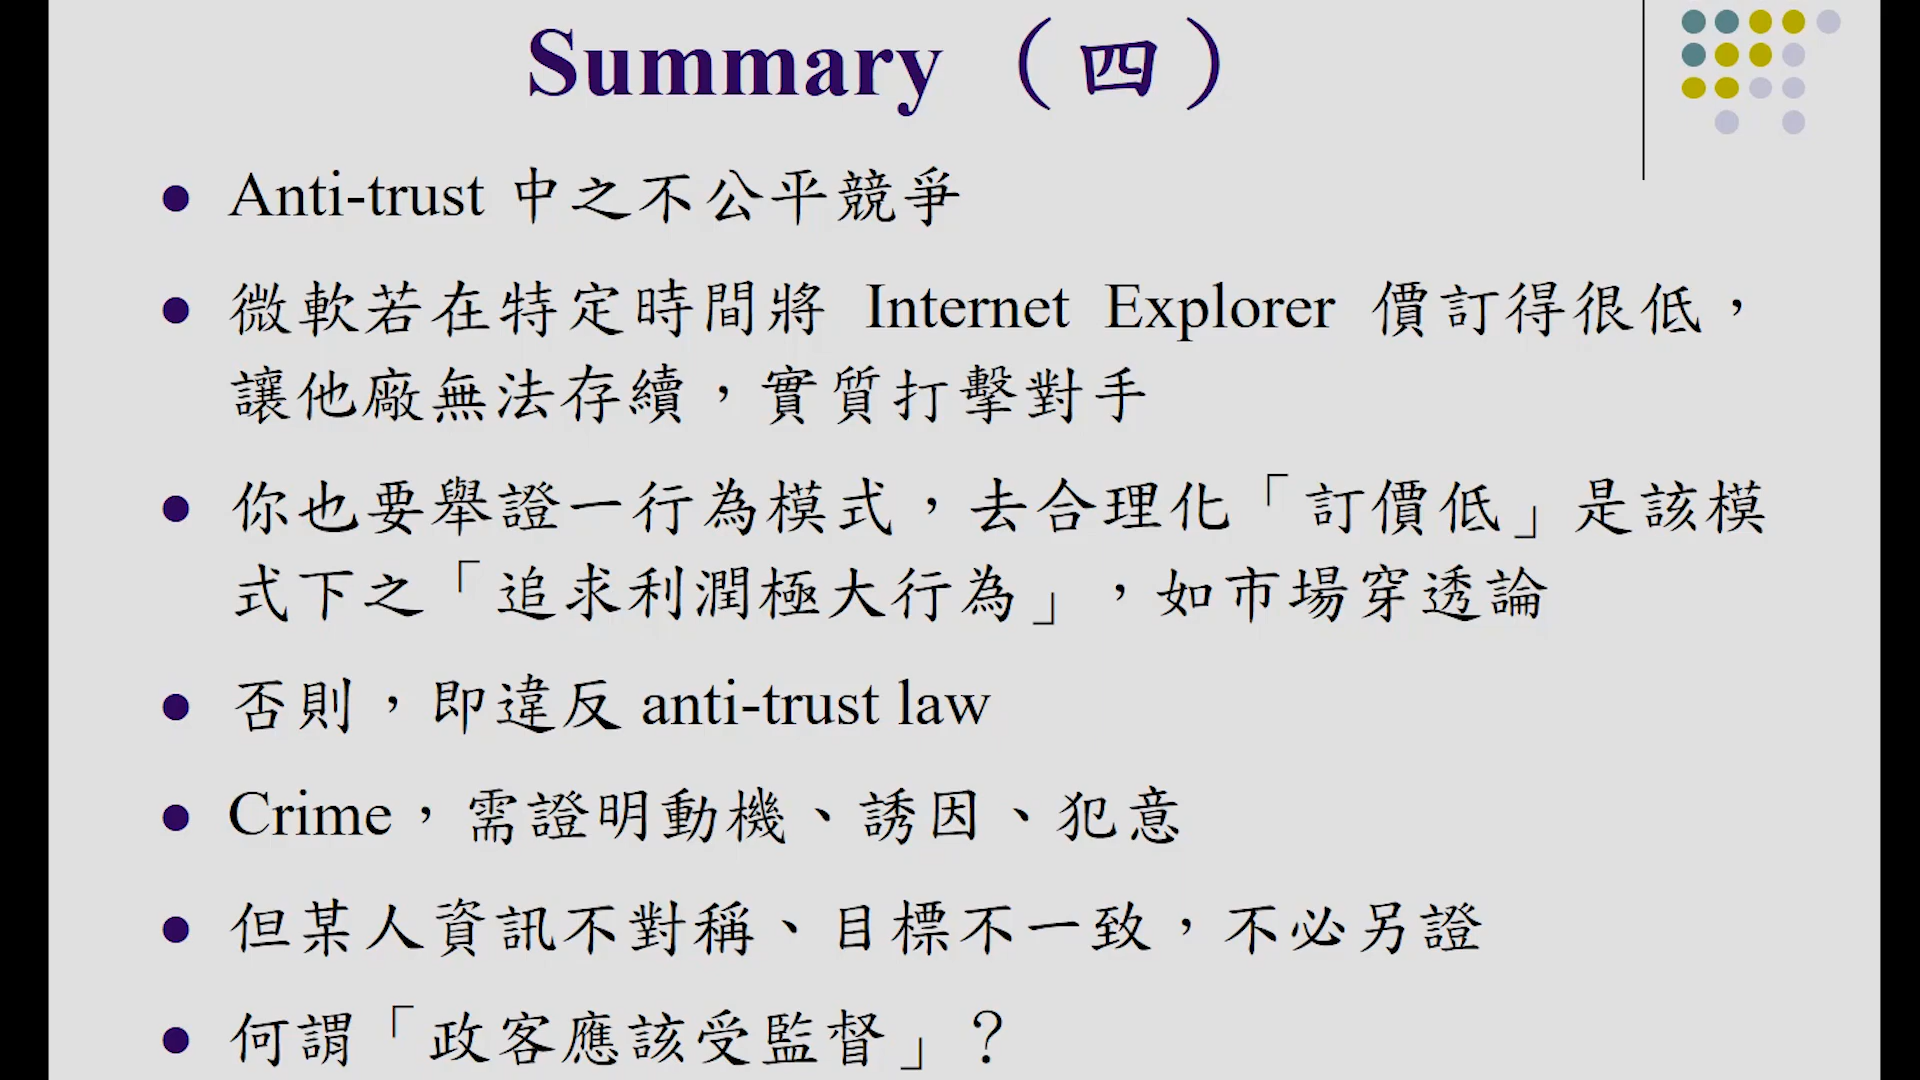 Summary（四）
Anti-trust 中之不公平競爭
微軟若在特定時間將 Internet Explorer 價訂得很低，
讓他廠無法存續，實質打擊對手
你也要舉證一行為模式，去合理化「訂價低」是該模
式下之「追求利潤極大行為」，如市場穿透論
否則，即違反 anti-trust law
Crime，需證明動機、誘因、犯意
但某人資訊不對稱、目標不一致，不必另證
何謂「政客應該受監督」？